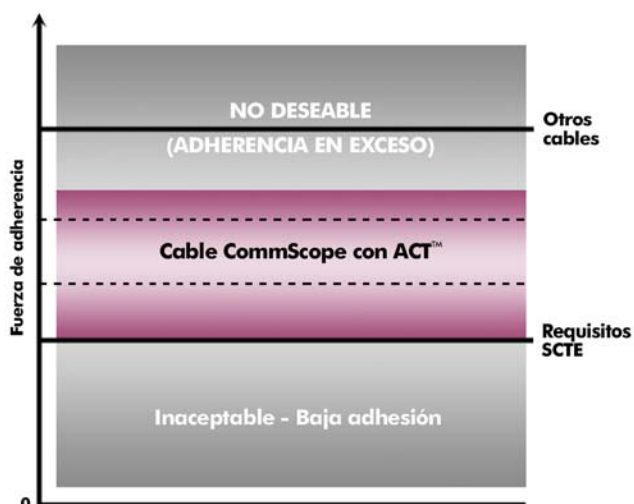 NO DESEABLE
(ADHERENCIA EN EXCESO)
Otros
cables
Fuerza de adherencia
Cable CommScope con ACT™
Requisitos
SCTE
Inaceptable - Baja adhesión
0